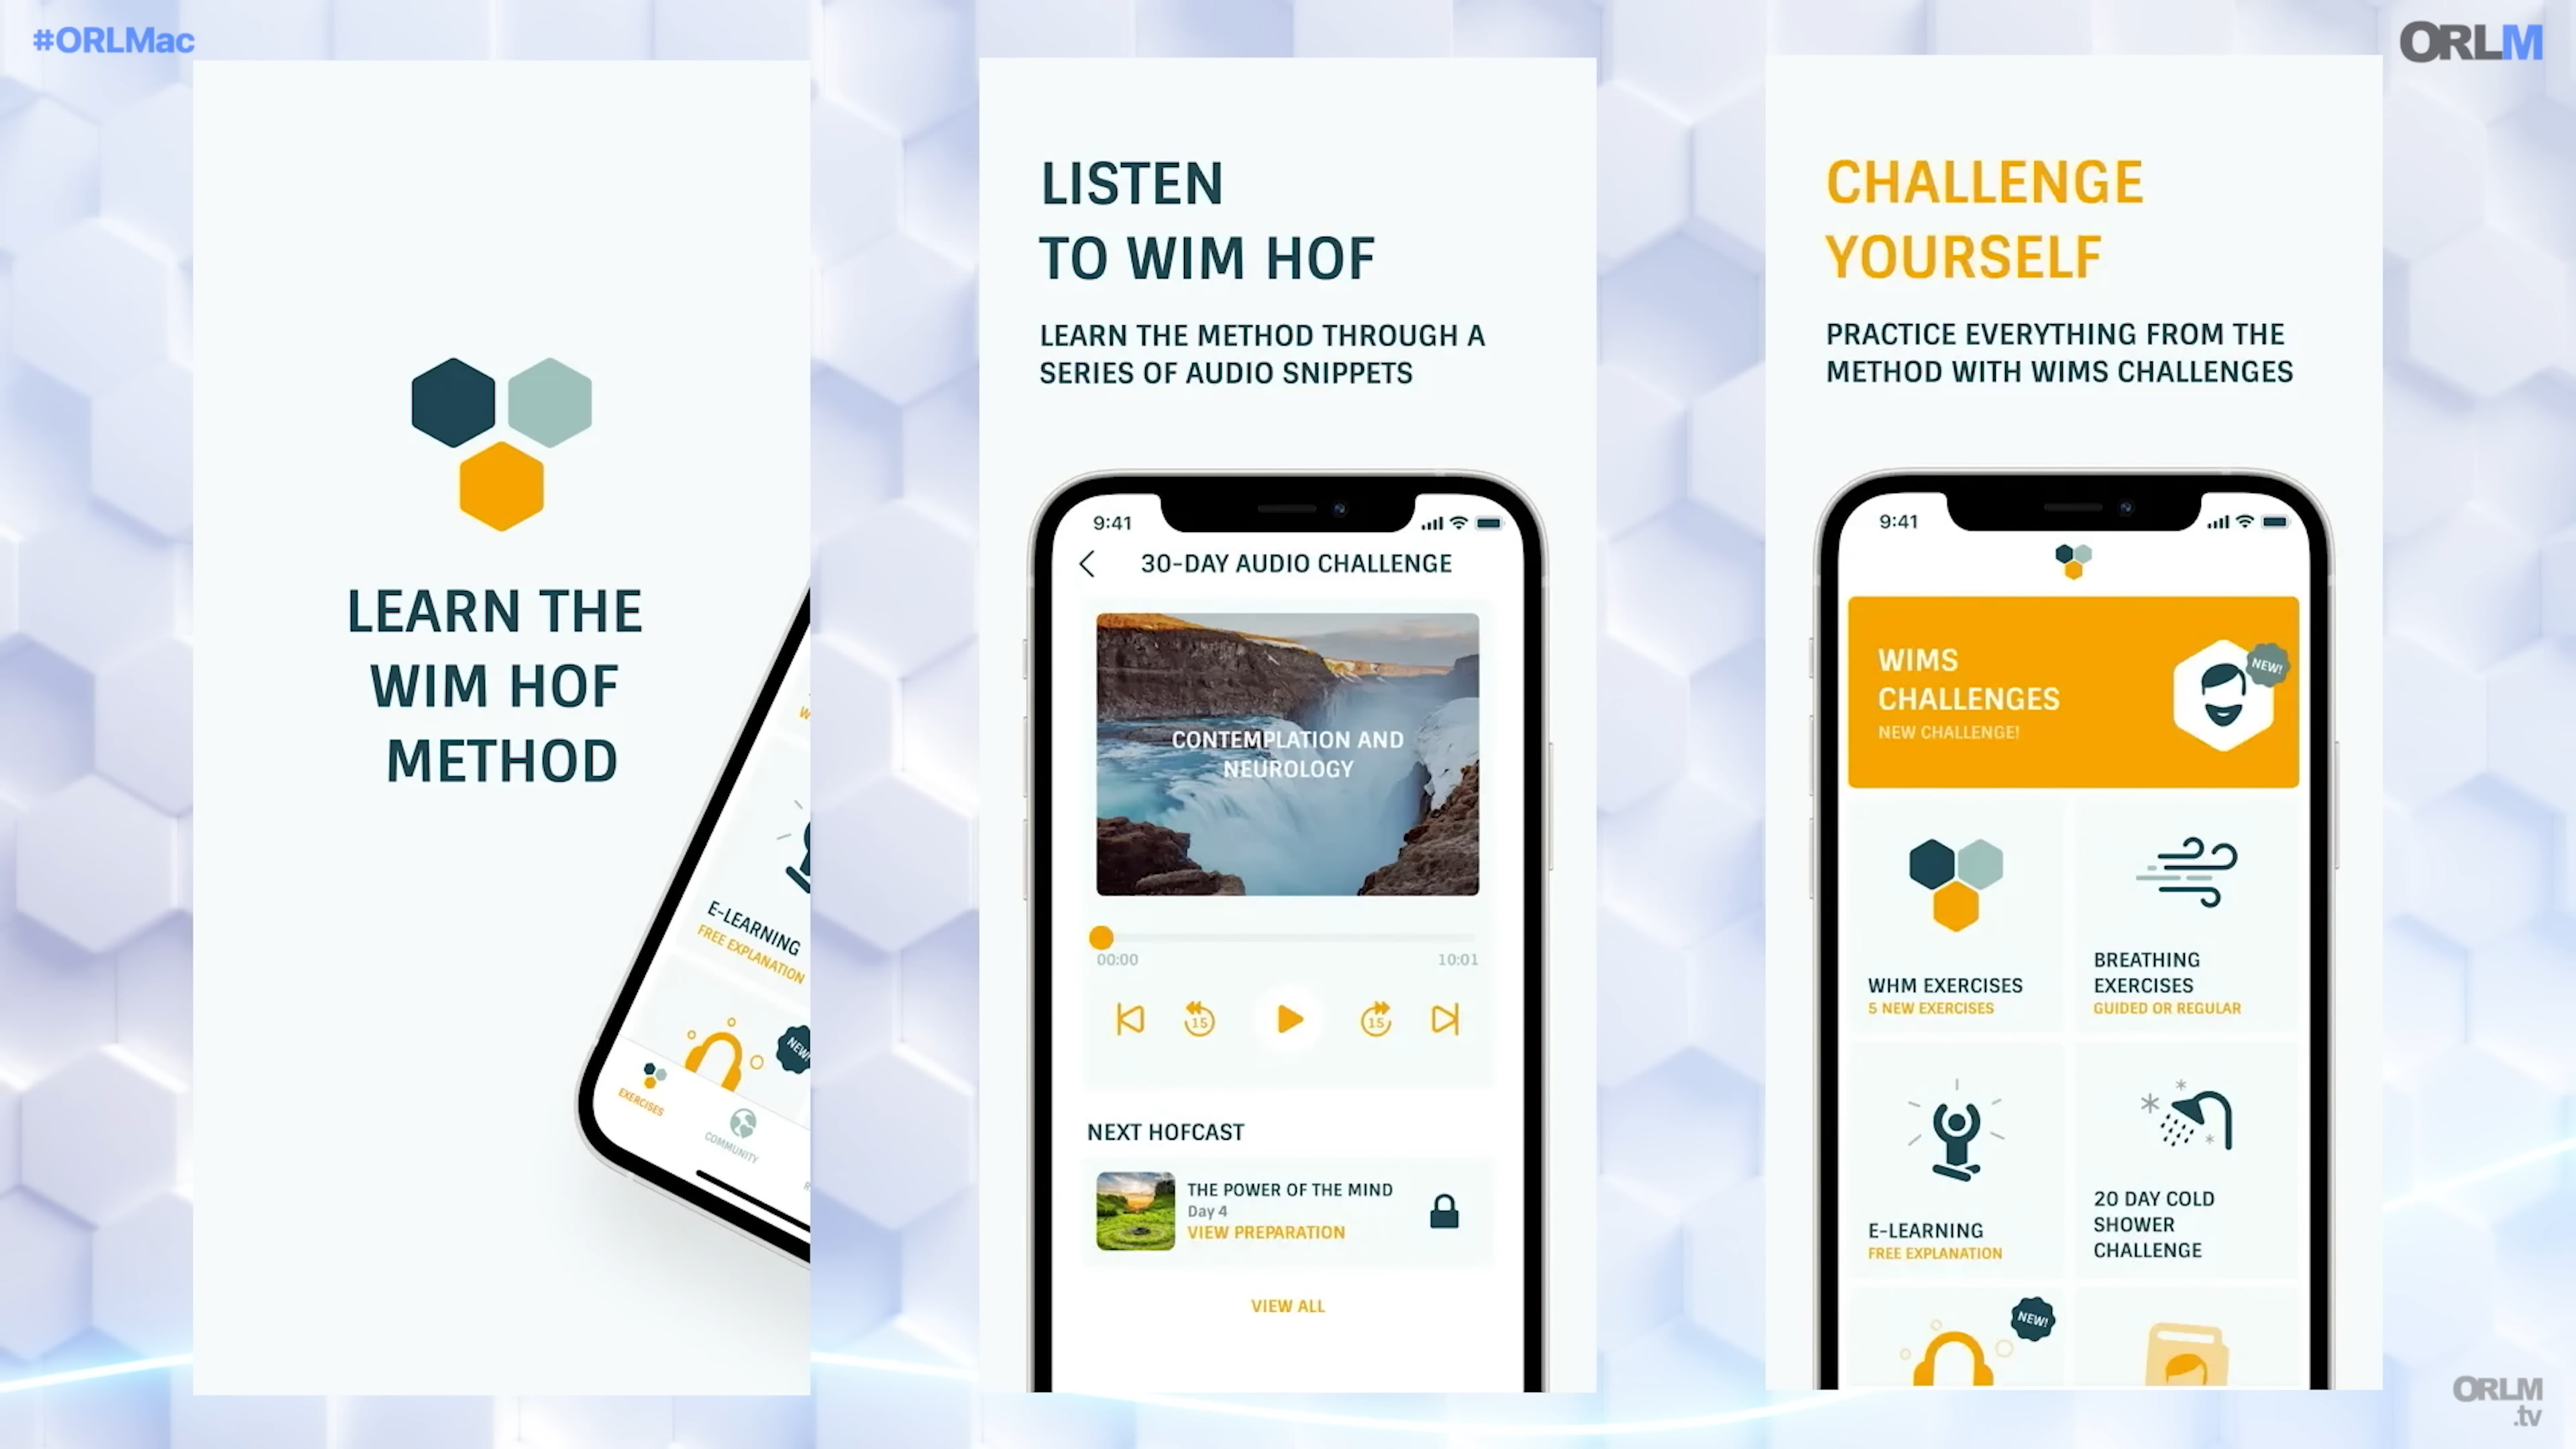 #ORLMac
ORLM
LEARN THE
WIM HOF
METHOD
E-LEARNING
FREE EXPLANATION
NEW!
EXERCISES
COMMUNITY
LISTEN
TO WIM HOF
LEARN THE METHOD THROUGH A
SERIES OF AUDIO SNIPPETS
9:41
30-DAY AUDIO CHALLENGE
CONTEMPLATION AND
NEUROLOGY
00:00
10:01
15
15
NEXT HOFCAST
THE POWER OF THE MIND
Day 4
VIEW PREPARATION
VIEW ALL
CHALLENGE
YOURSELF
PRACTICE EVERYTHING FROM THE
METHOD WITH WIMS CHALLENGES
9:41
WIMS
CHALLENGES
NEW CHALLENGE!
NEW!
WHM EXERCISES
5 NEW EXERCISES
BREATHING
EXERCISES
GUIDED OR REGULAR
E-LEARNING
FREE EXPLANATION
20 DAY COLD
SHOWER
CHALLENGE
NEW!
ORLM
.tv